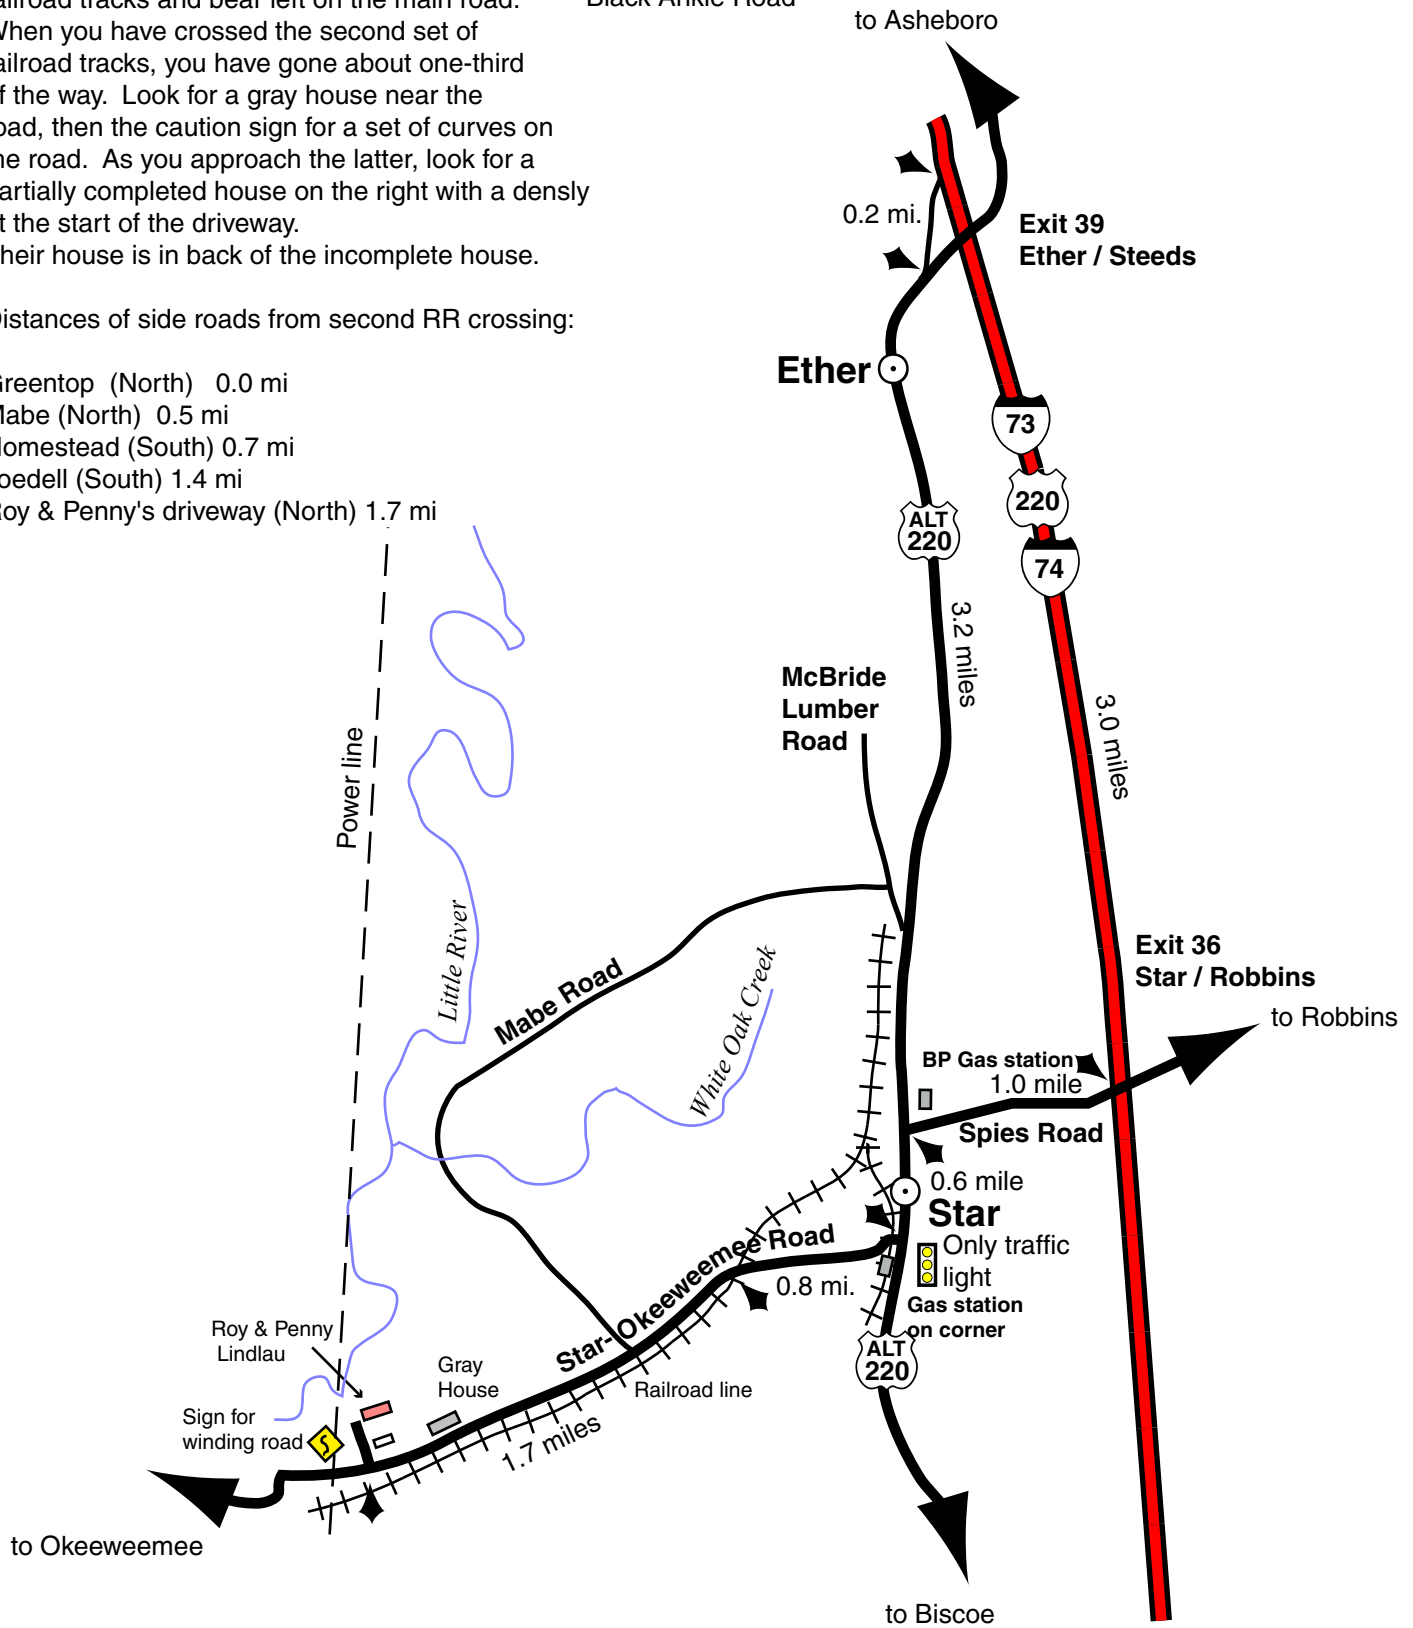 ailroad tracks and bear left on the main road.
When you have crossed the second set of
ailroad tracks, you have gone about one-third
f the way.  Look for a gray house near the
oad, then the caution sign for a set of curves on
he road.  As you approach the latter, look for a
artially completed house on the right with a densly
t the start of the driveway.
heir house is in back of the incomplete house.
Distances of side roads from second RR crossing:
Greentop  (North)   0.0 mi
Mabe (North)  0.5 mi
Homestead (South) 0.7 mi
oedell (South) 1.4 mi
Roy & Penny's driveway (North) 1.7 mi
Black Ankle Road
to Asheboro
0.2 mi.
Exit 39
Ether / Steeds
Ether
73
220
74
ALT
220
3.2 miles
3.0 miles
McBride
Lumber
Road
Power line
Little River
Mabe Road
White Oak Creek
Exit 36
Star / Robbins
to Robbins
BP Gas station
1.0 mile
Spies Road
0.6 mile
Star
Only traffic
light
Star-Okeeweemee Road
0.8 mi.
Gas station
on corner
ALT
220
Roy & Penny
Lindlau
Gray
House
Railroad line
Sign for
winding road
1.7 miles
to Okeeweemee
to Biscoe